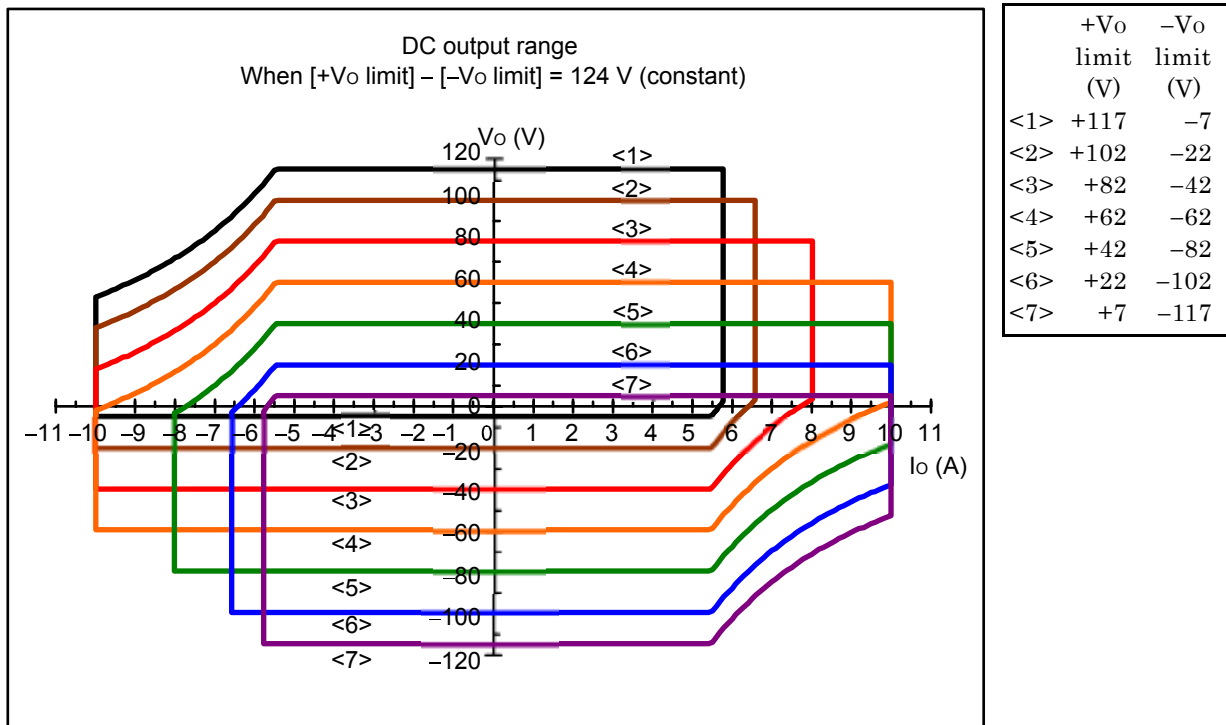 DC output range
When [+Vo limit] – [–Vo limit] = 124 V (constant)
Vo (V)
120
100
80
60
40
20
0
–20
–40
–60
–80
–100
–120
<1>
<2>
<3>
<4>
<5>
<6>
<7>
–11 –10 –9 –8 –7 –6 –5 –4 –3 –2 –1 0 1 2 3 4 5 6 7 8 9 10 11
Io (A)
<1>
<2>
<3>
<4>
<5>
<6>
<7>
+Vo –Vo
limit limit
(V) (V)
<1> +117 –7
<2> +102 –22
<3> +82 –42
<4> +62 –62
<5> +42 –82
<6> +22 –102
<7> +7 –117